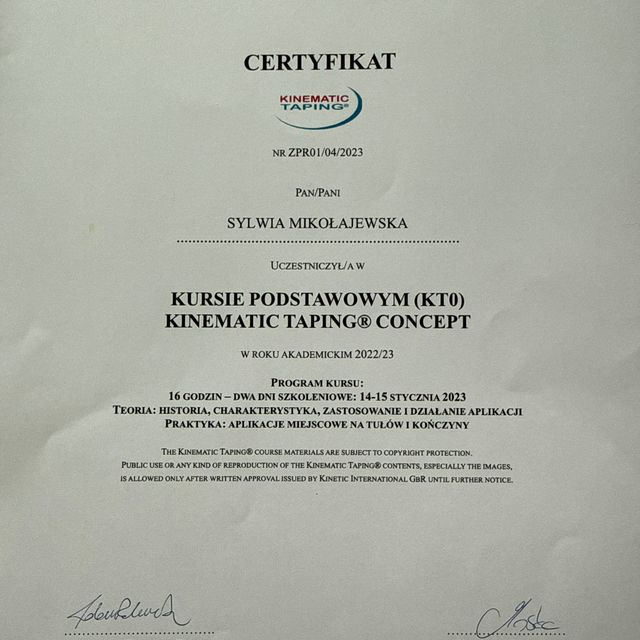 CERTYFIKAT
KINEMATIC
TAPING®
NR ZPR01/04/2023
PAN/PANI
SYLWIA MIKOŁAJEWSKA
UCZESTNICZYŁ/A W
KURSIE PODSTAWOWYM (KT0)
KINEMATIC TAPING® CONCEPT
W ROKU AKADEMICKIM 2022/23
PROGRAM KURSU:
16 GODZIN – DWA DNI SZKOLENIOWE: 14-15 STYCZNIA 2023
TEORIA: HISTORIA, CHARAKTERYSTYKA, ZASTOSOWANIE I DZIAŁANIE APLIKACJI
PRAKTYKA: APLIKACJE MIEJSCOWE NA TUŁÓW I KOŃCZYNY
THE KINEMATIC TAPING® COURSE MATERIALS ARE SUBJECT TO COPYRIGHT PROTECTION.
PUBLIC USE OR ANY KIND OF REPRODUCTION OF THE KINEMATIC TAPING® CONTENTS, ESPECIALLY THE IMAGES,
IS ALLOWED ONLY AFTER WRITTEN APPROVAL ISSUED BY KINETIC INTERNATIONAL GBR UNTIL FURTHER NOTICE.